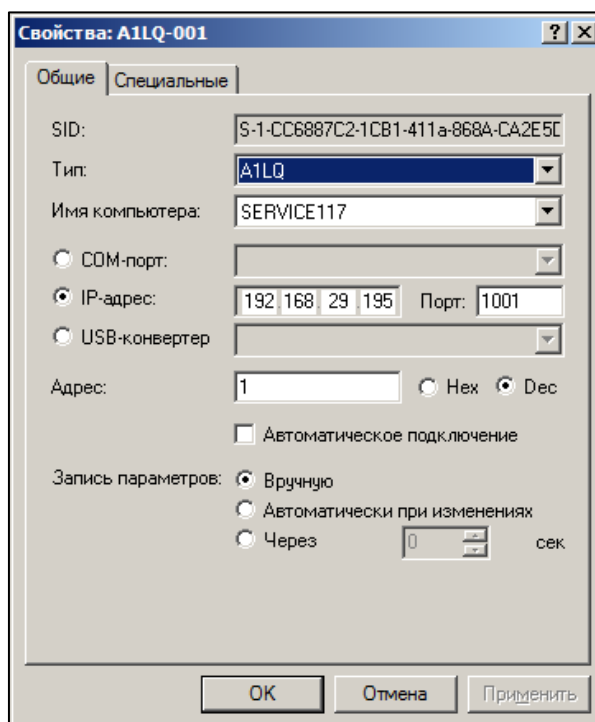 Свойства: A1LQ-001
Общие Специальные
SID: S-1-CC6887C2-1CB1-411a-868A-CA2E5D
Тип: A1LQ
Имя компьютера: SERVICE117
COM-порт:
IP-адрес: 192 168 29 .195 Порт: 1001
USB-конвертер
Адрес: 1 Hex Dec
Автоматическое подключение
Запись параметров: Вручную
Автоматически при изменениях
Через 0 сек
OK Отмена Применить